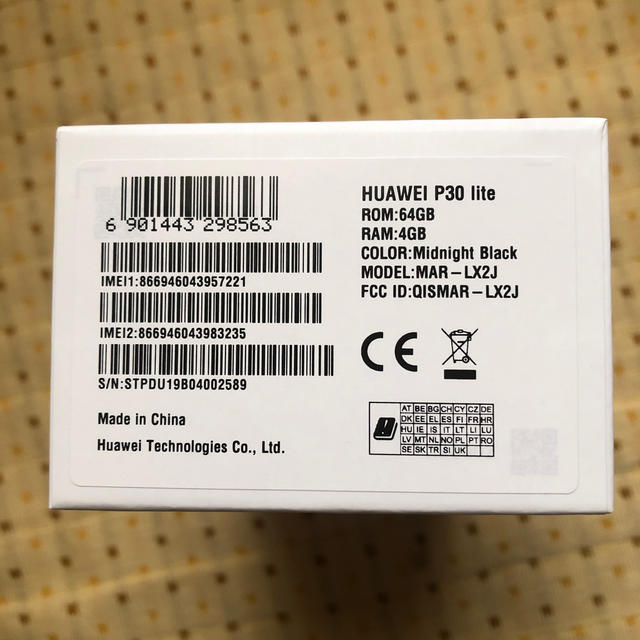 6 901443 298563
IMEI1:866946043957221
IMEI2:866946043983235
S/N:STPDU19B04002589
Made in China
Huawei Technologies Co., Ltd.
HUAWEI P30 lite
ROM:64GB
RAM:4GB
COLOR:Midnight Black
MODEL:MAR-LX2J
FCC ID:QISMAR-LX2J
CE
AT BE BG CH CY CZ DE
DK EE EL ES FI FR HR
HU IE IS IT LT LI LU
LV MT NL NO PL PT RO
SE SK TR SI UK